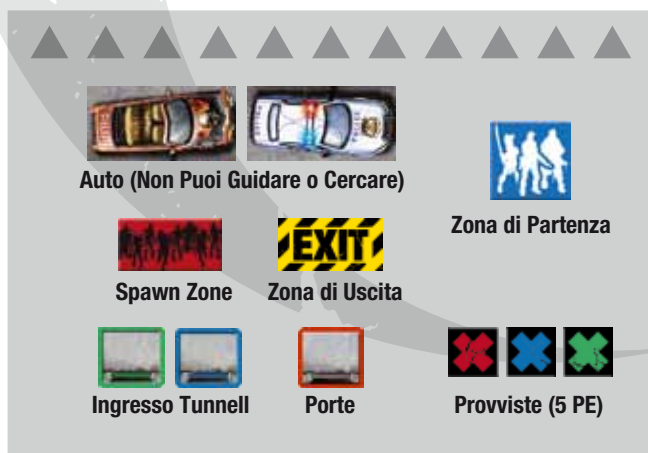 Auto (Non Puoi Guidare o Cercare)
Zona di Partenza
EXIT
Spawn Zone
Zona di Uscita
Ingresso Tunnell
Porte
Provviste (5 PE)